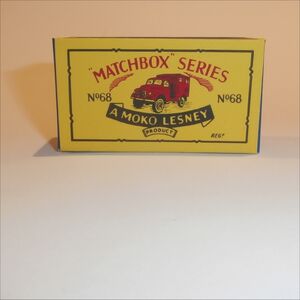 "MATCHBOX" SERIES
Nº68 Nº68
A MOKO LESNEY
PRODUCT
REGD